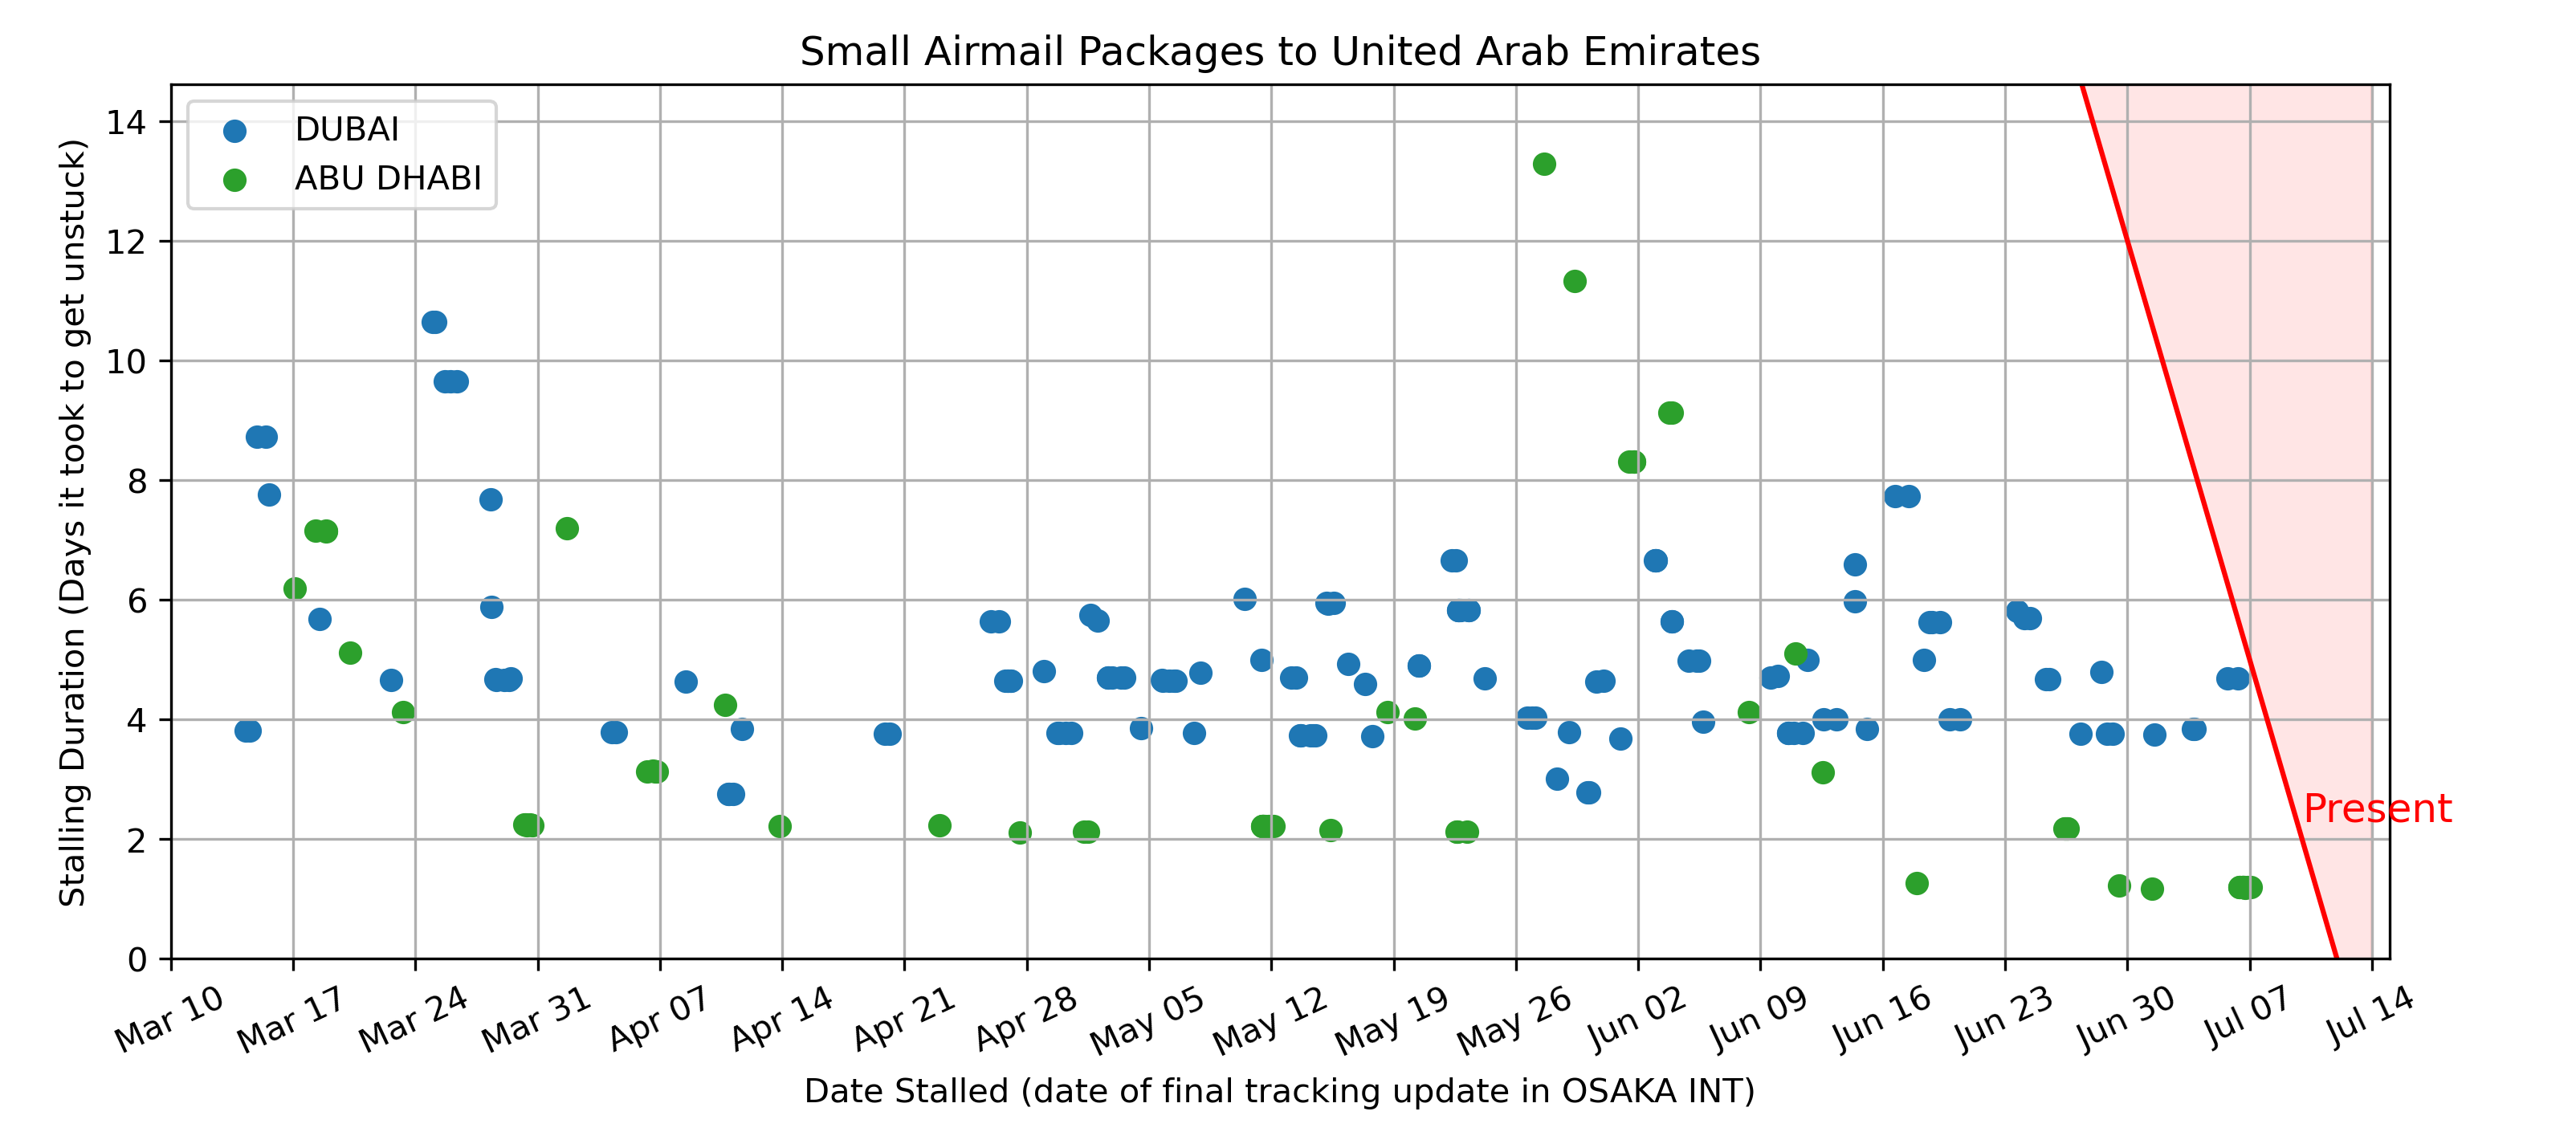 Small Airmail Packages to United Arab Emirates
DUBAI
ABU DHABI
Stalling Duration (Days it took to get unstuck)
14
12
10
8
6
4
2
0
Present
Mar 10
Mar 17
Mar 24
Mar 31
Apr 07
Apr 14
Apr 21
Apr 28
May 05
May 12
May 19
May 26
Jun 02
Jun 09
Jun 16
Jun 23
Jun 30
Jul 07
Jul 14
Date Stalled (date of final tracking update in OSAKA INT)